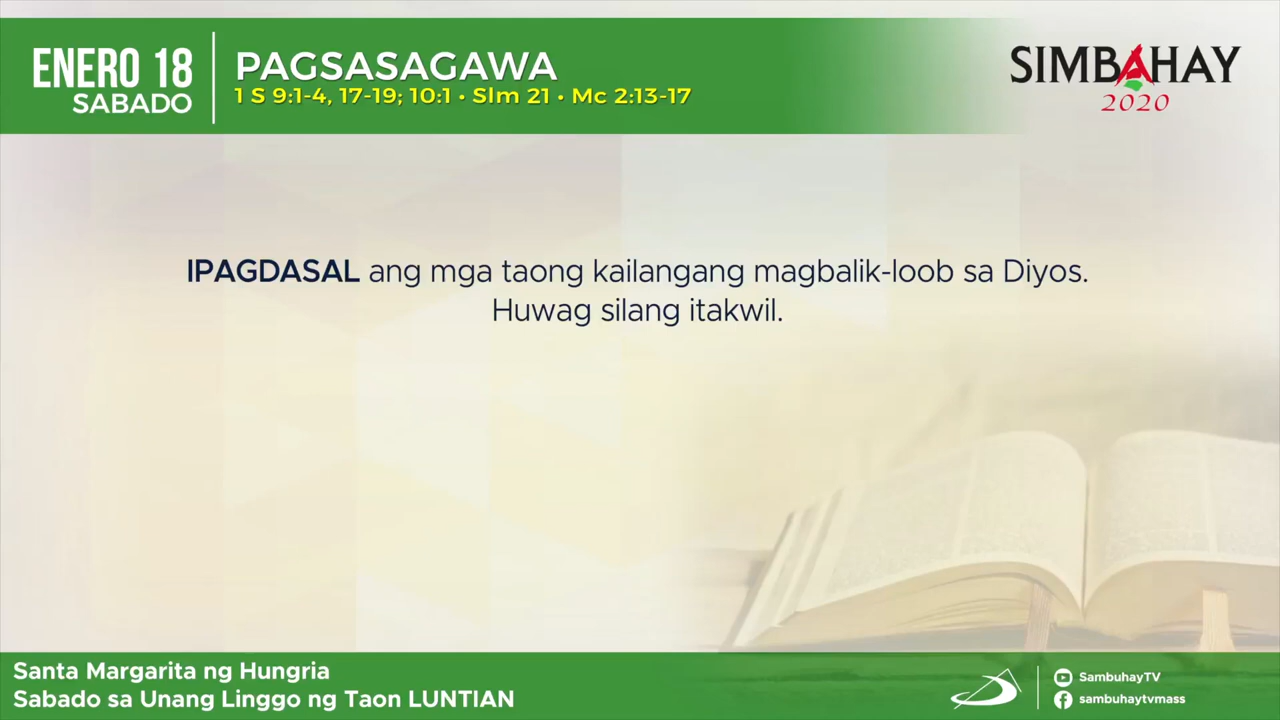 ENERO 18
SABADO
PAGSASAGAWA
1 S 9:1-4, 17-19; 10:1 • Slm 21 • Mc 2:13-17
SIMBAHAY
2020
IPAGDASAL ang mga taong kailangang magbalik-loob sa Diyos.
Huwag silang itakwil.
Santa Margarita ng Hungria
Sabado sa Unang Linggo ng Taon LUNTIAN
SambuhayTV
sambuhaytvmass